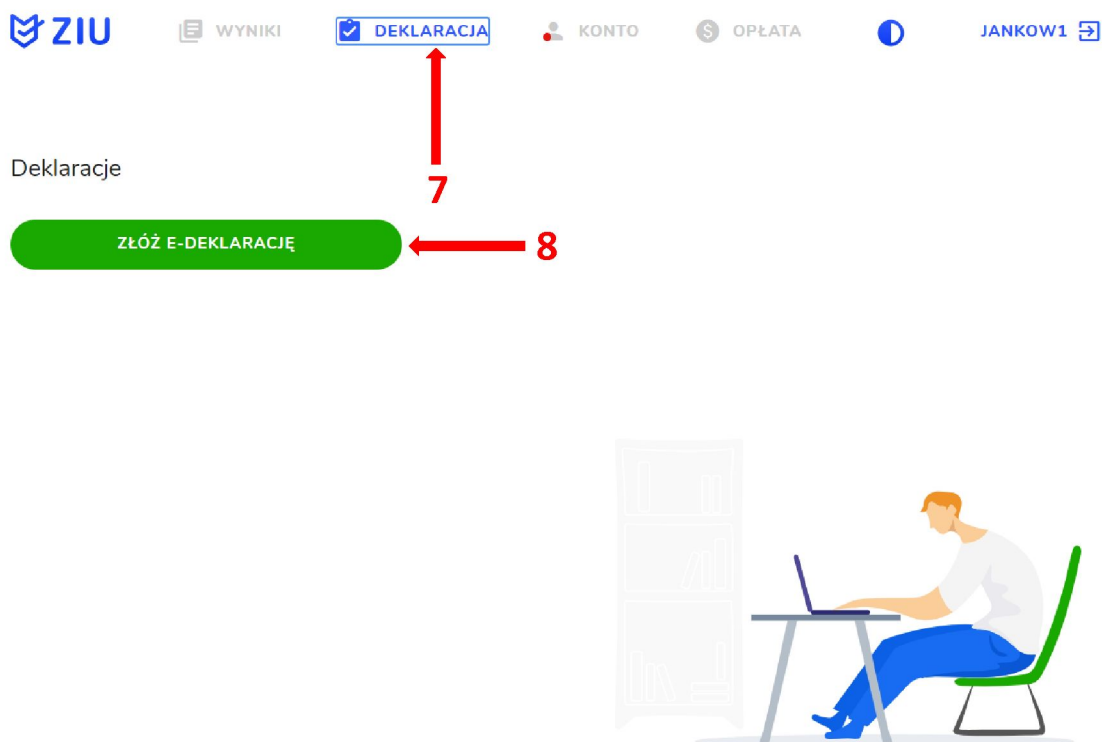 ZIU WYNIKI DEKLARACJA KONTO $ OPŁATA JANKOW1
Deklaracje
7
ZŁÓŻ E-DEKLARACJĘ
8